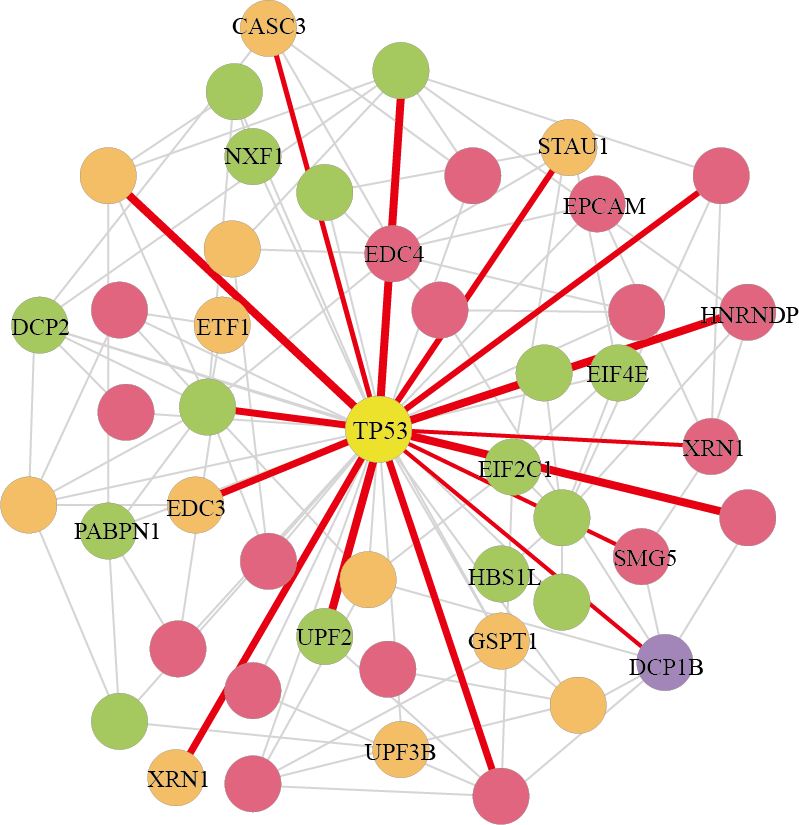 CASC3
STAU1
NXF1
EPCAM
EDC4
HNRNDP
DCP2
ETF1
EIF4E
TP53
XRN1
EIF2C1
EDC3
PABPN1
SMG5
HBS1L
UPF2
GSPT1
DCP1B
UPF3B
XRN1